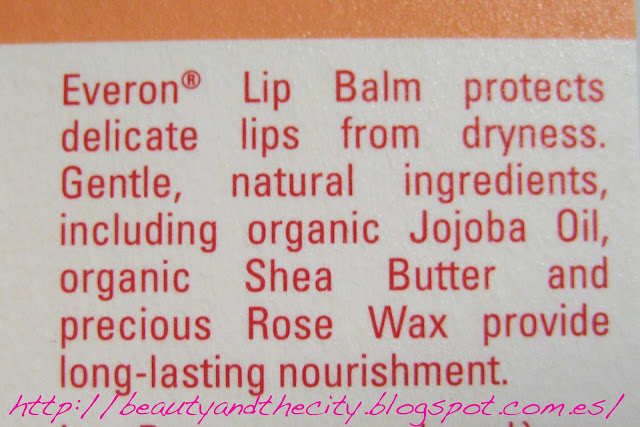 Everon® Lip Balm protects
delicate lips from dryness.
Gentle, natural ingredients,
including organic Jojoba Oil,
organic Shea Butter and
precious Rose Wax provide
long-lasting nourishment.
http://beautyandthecity.blogspot.com.es/